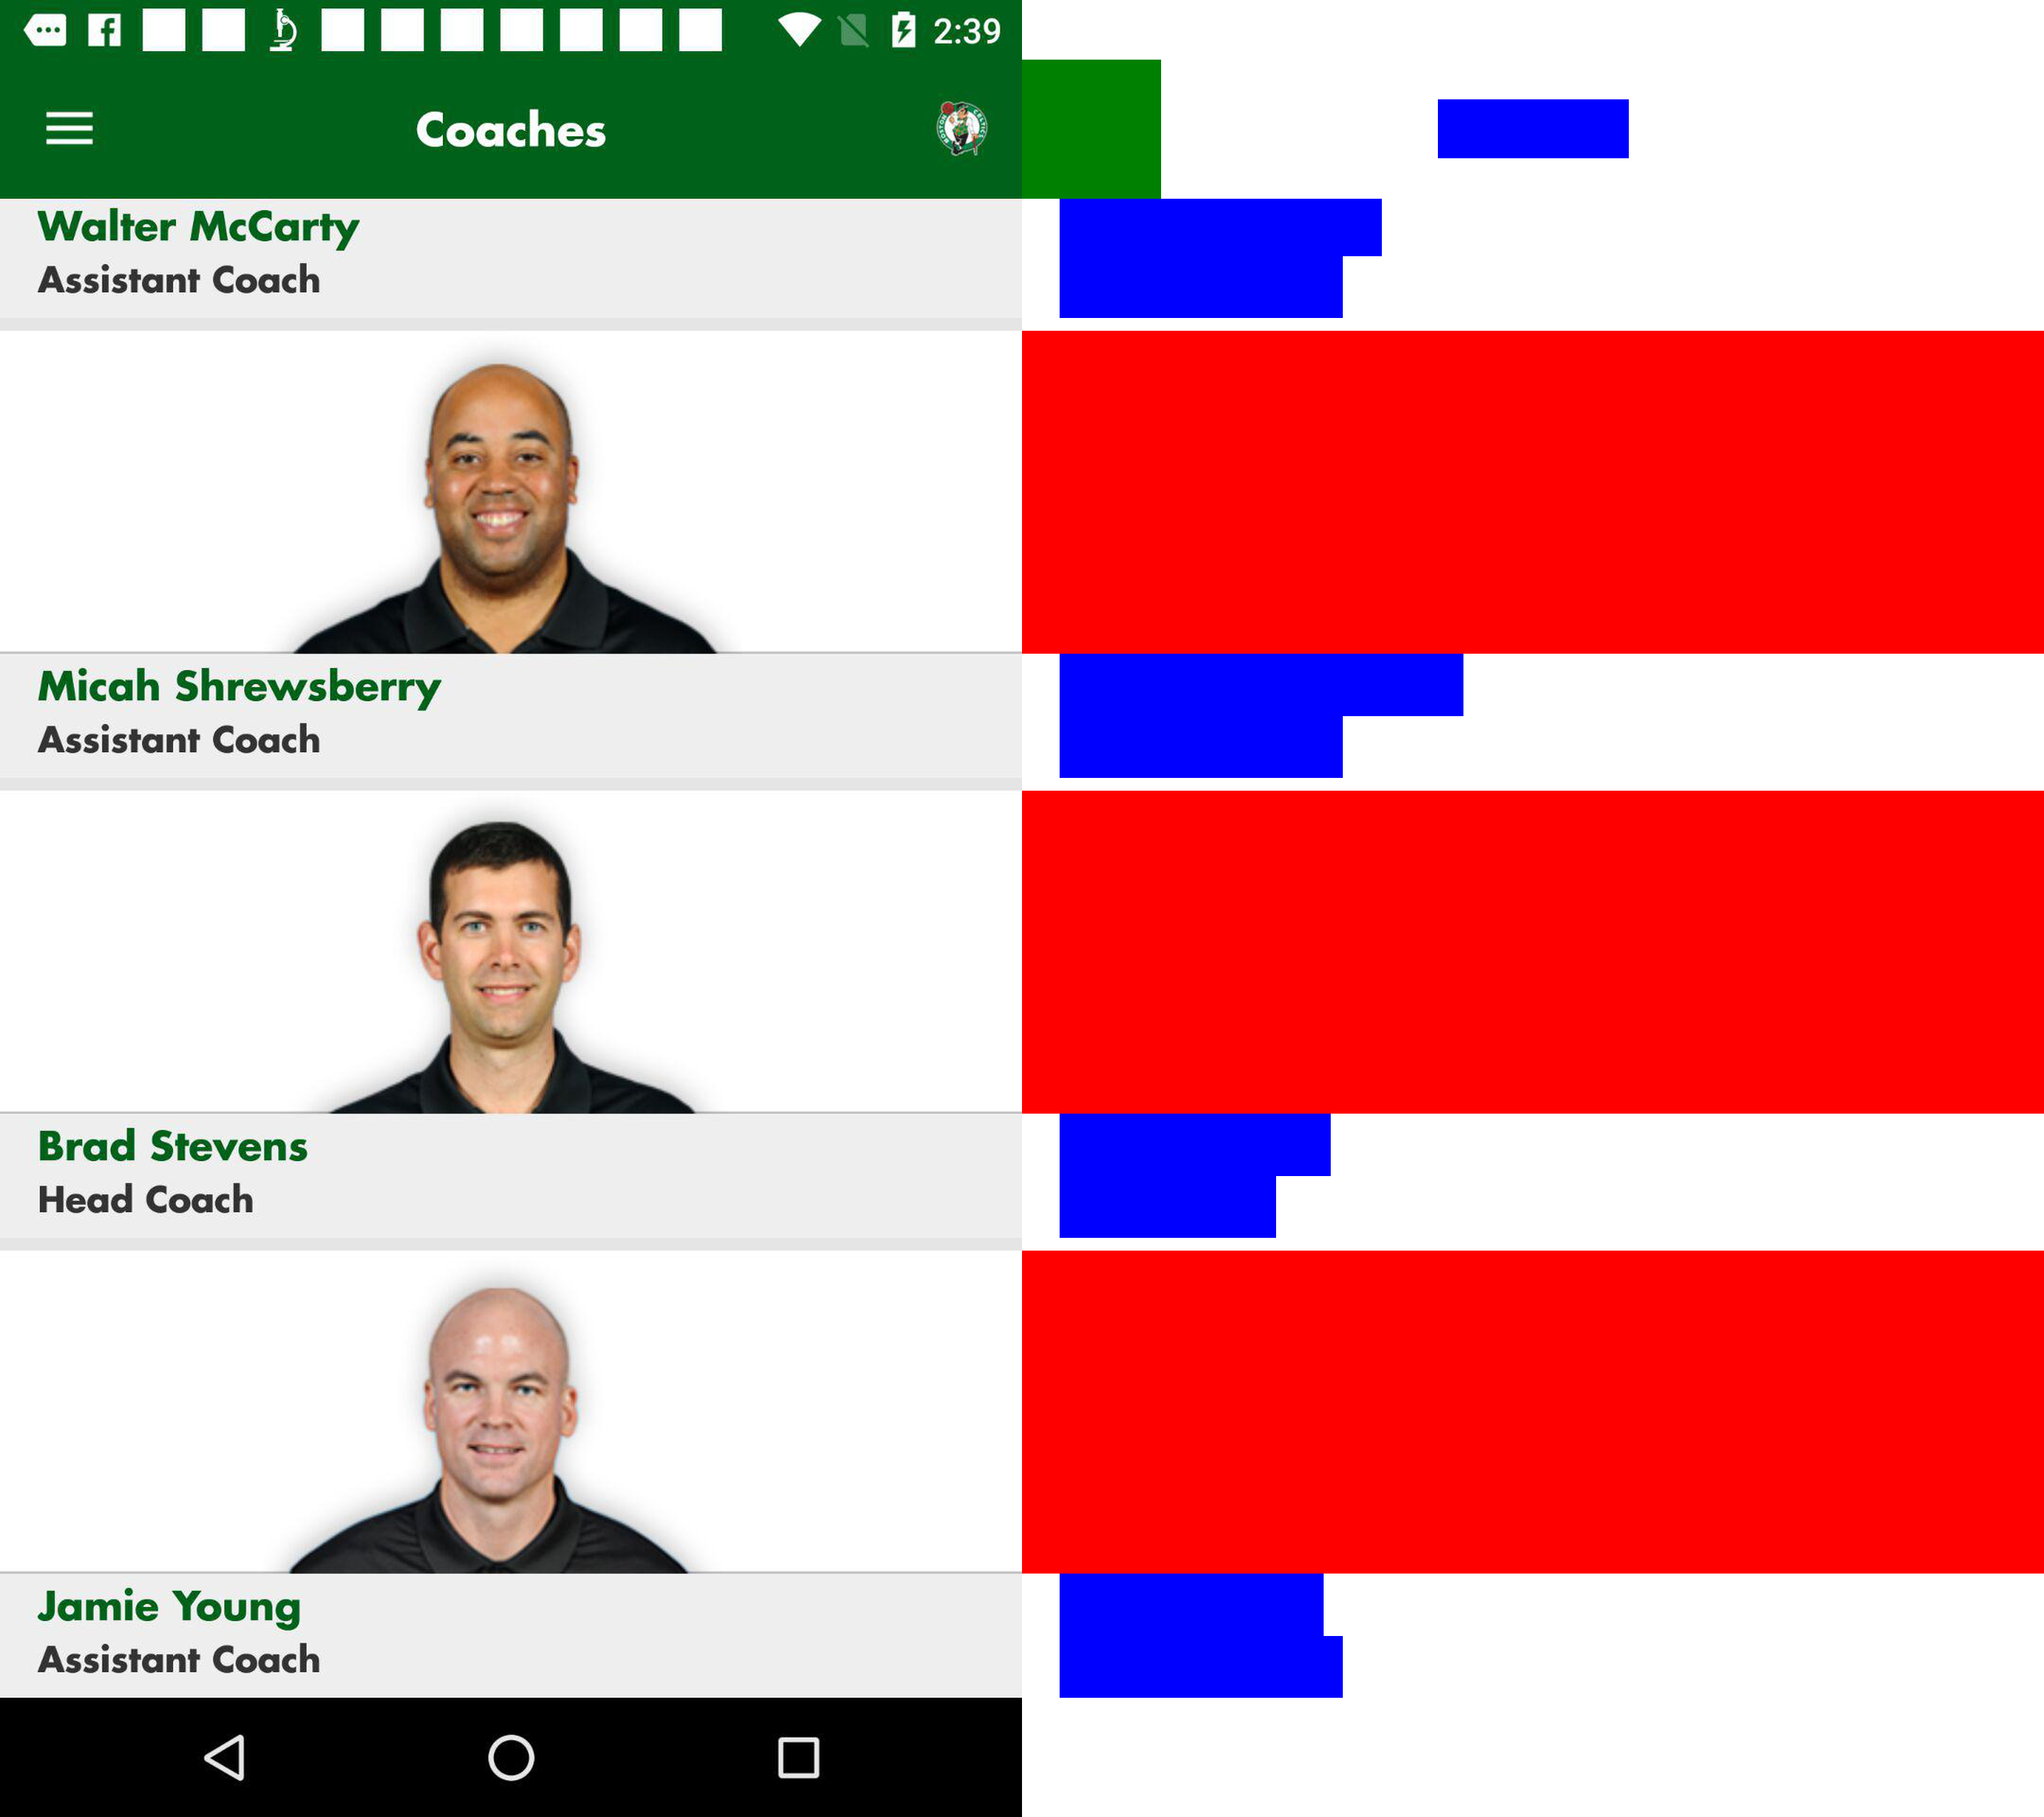 2:39
Coaches
Walter McCarty
Assistant Coach
Micah Shrewsberry
Assistant Coach
Brad Stevens
Head Coach
Jamie Young
Assistant Coach